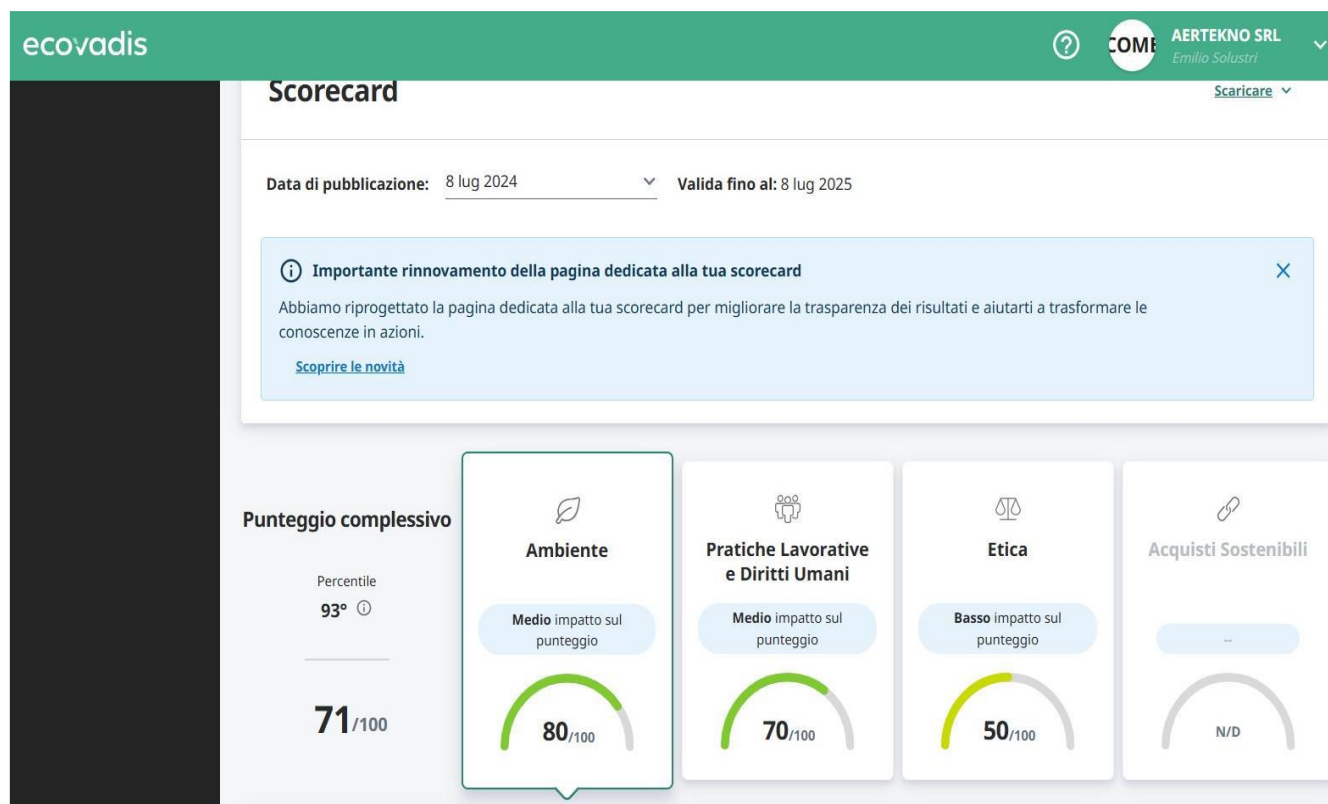 ecovadis
COME
AERTEKNO SRL
Emilio Solustri
Scorecard
Scaricare
Data di pubblicazione: 8 lug 2024
Valida fino al: 8 lug 2025
Importante rinnovamento della pagina dedicata alla tua scorecard
Abbiamo riprogettato la pagina dedicata alla tua scorecard per migliorare la trasparenza dei risultati e aiutarti a trasformare le
conoscenze in azioni.
Scoprire le novità
Punteggio complessivo
Percentile
93°
71/100
Ambiente
Medio impatto sul
punteggio
80/100
Pratiche Lavorative
e Diritti Umani
Medio impatto sul
punteggio
70/100
Etica
Basso impatto sul
punteggio
50/100
Acquisti Sostenibili
–
N/D